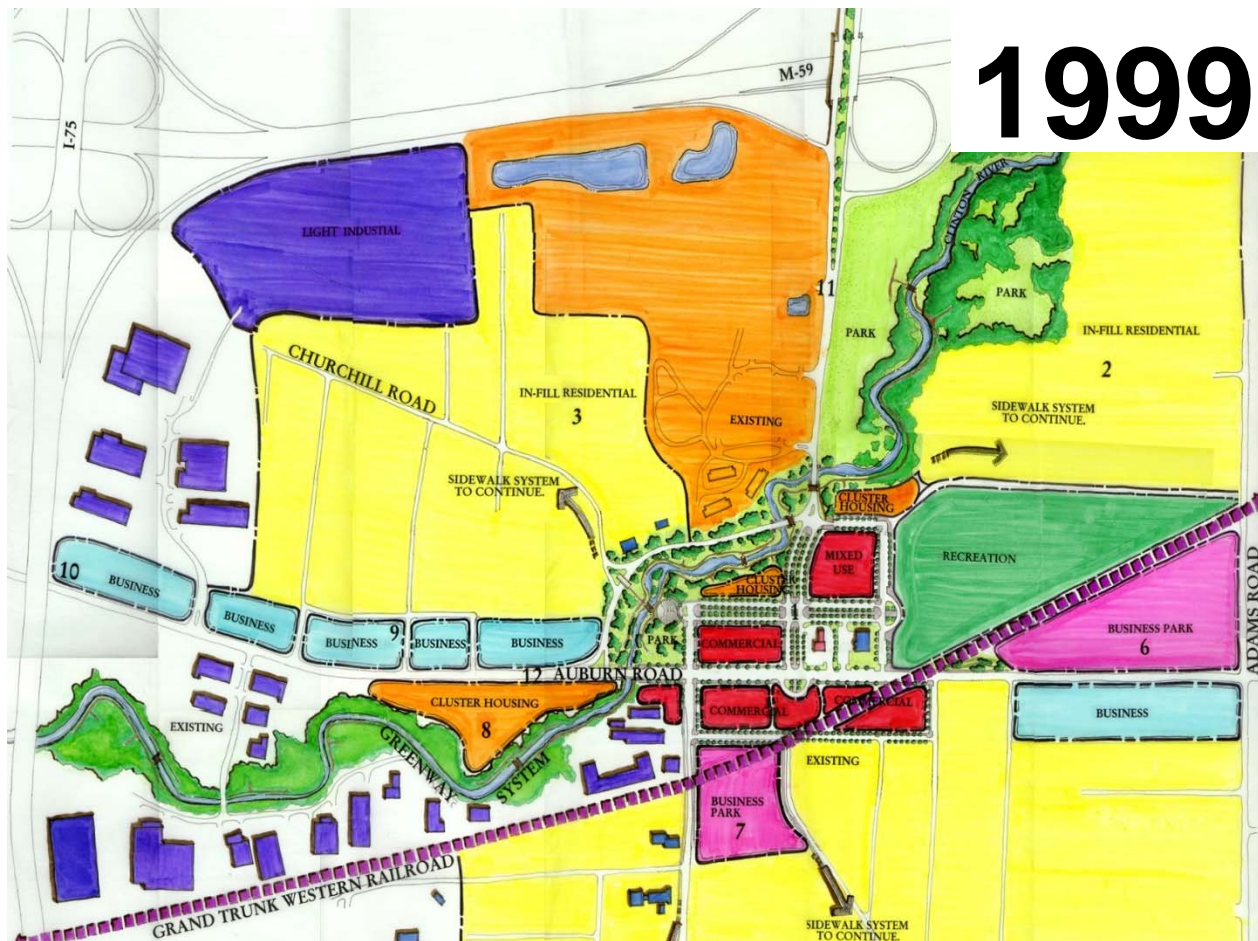 1999
M-59
I-75
CLINTON RIVER
LIGHT INDUSTIAL
PARK
11
PARK
IN-FILL RESIDENTIAL
2
CHURCHILL ROAD
IN-FILL RESIDENTIAL
3
EXISTING
SIDEWALK SYSTEM
TO CONTINUE.
SIDEWALK SYSTEM
TO CONTINUE.
CLUSTER
HOUSING
MIXED
USE
RECREATION
10
BUSINESS
CLUSTER
HOUSING
1
ADAMS ROAD
BUSINESS
BUSINESS
9
BUSINESS
BUSINESS
PARK
COMMERCIAL
BUSINESS PARK
6
12 AUBURN ROAD
CLUSTER HOUSING
8
COMMERCIAL
COMMERCIAL
BUSINESS
EXISTING
GREENWAY SYSTEM
EXISTING
BUSINESS
PARK
7
GRAND TRUNK WESTERN RAILROAD
SIDEWALK SYSTEM
TO CONTINUE.